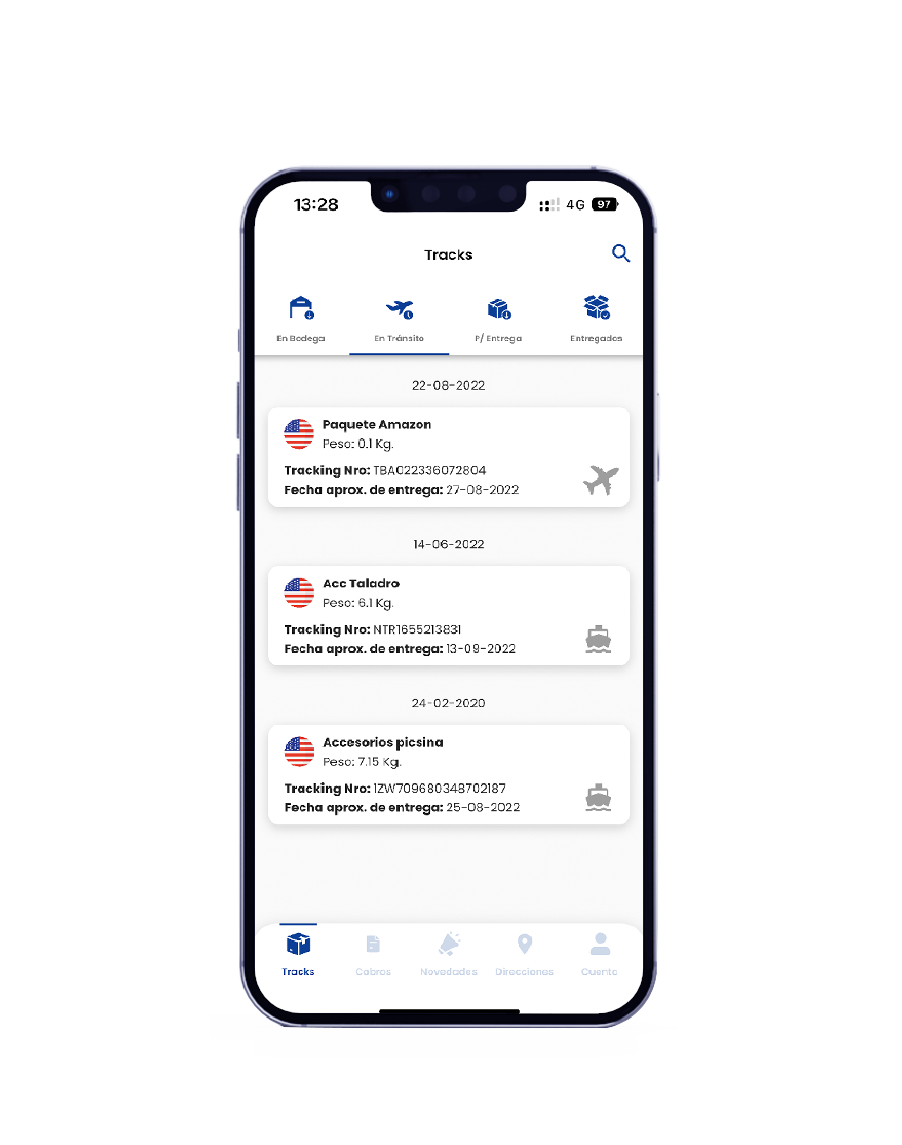 13:28
4G 97
Tracks
En Bodega
En Tránsito
P/ Entrega
Entregados
22-08-2022
Paquete Amazon
Peso: 0.1 Kg.
Tracking Nro: TBA022336072804
Fecha aprox. de entrega: 27-08-2022
14-06-2022
Acc Taladro
Peso: 6.1 Kg.
Tracking Nro: NTR1655213831
Fecha aprox. de entrega: 13-09-2022
24-02-2020
Accesorios picsina
Peso: 7.15 Kg.
Tracking Nro: 1ZW709680348702187
Fecha aprox. de entrega: 25-08-2022
Tracks
Cobros
Novedades
Direcciones
Cuenta